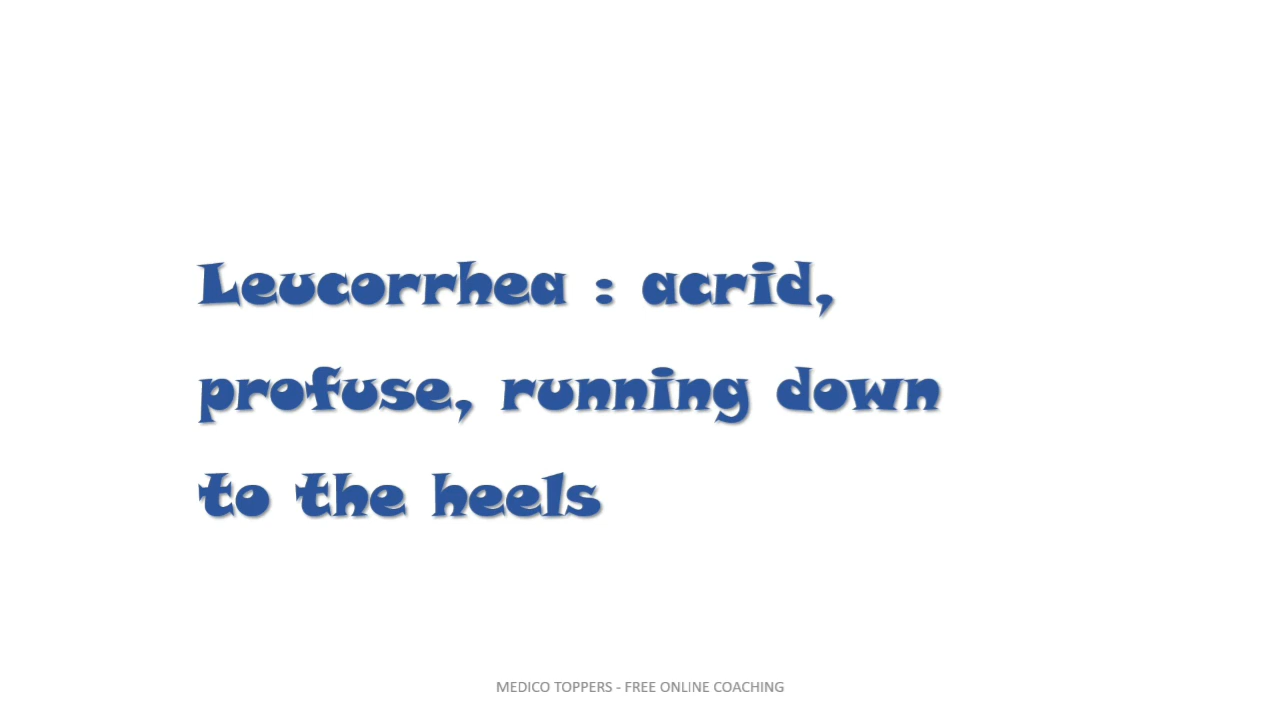 Leucorrhea : acrid,
profuse, running down
to the heels
MEDICO TOPPERS - FREE ONLINE COACHING